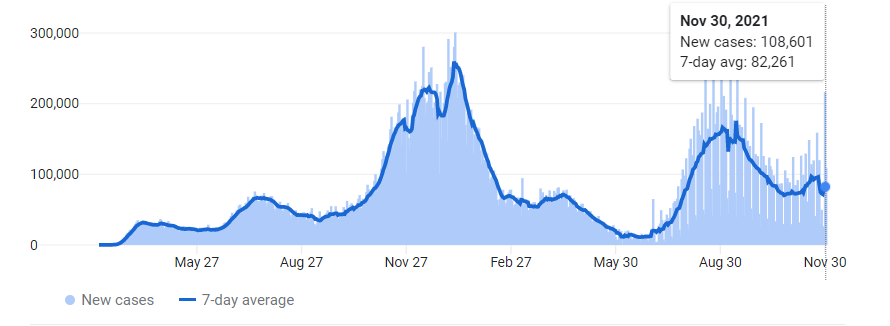 Nov 30, 2021
New cases: 108,601
7-day avg: 82,261
300,000
200,000
100,000
0
May 27 Aug 27 Nov 27 Feb 27 May 30 Aug 30 Nov 30
New cases 7-day average